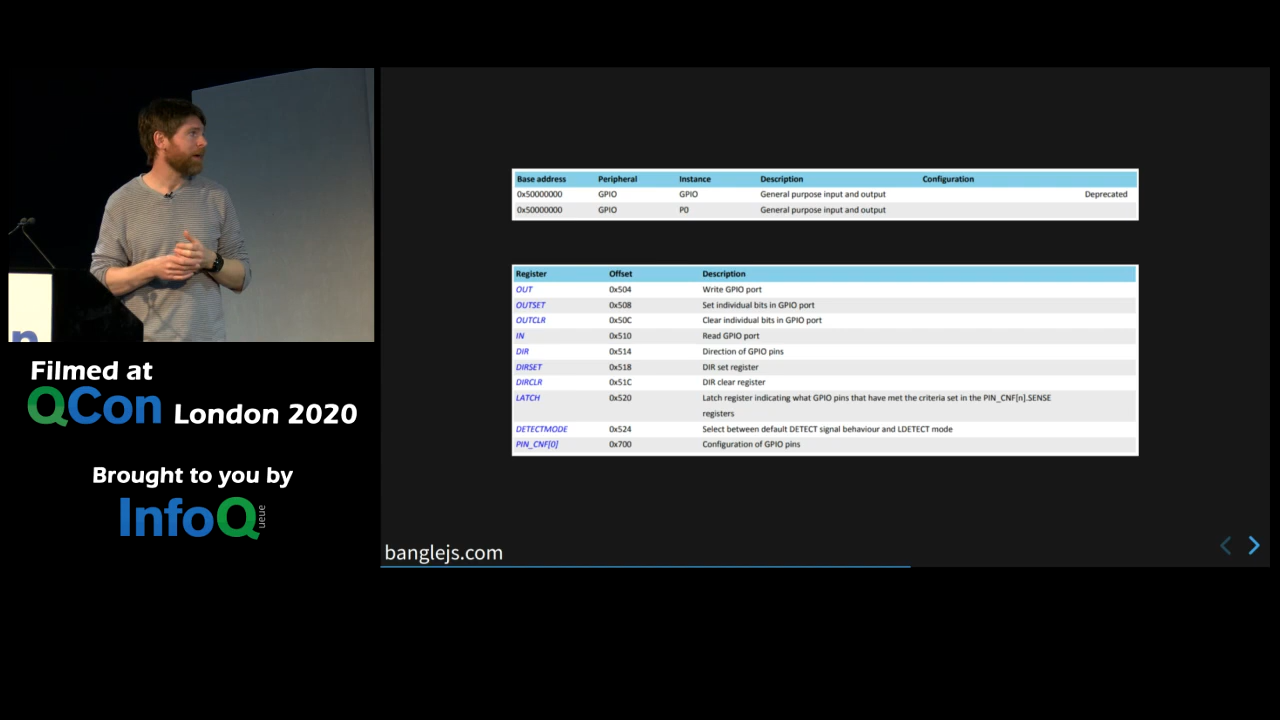 Base address Peripheral Instance Description Configuration
0x50000000 GPIO GPIO General purpose input and output Deprecated
0x50000000 GPIO P0 General purpose input and output
Register Offset Description
OUT 0x504 Write GPIO port
OUTSET 0x508 Set individual bits in GPIO port
OUTCLR 0x50C Clear individual bits in GPIO port
IN 0x510 Read GPIO port
DIR 0x514 Direction of GPIO pins
DIRSET 0x518 DIR set register
DIRCLR 0x51C DIR clear register
LATCH 0x520 Latch register indicating what GPIO pins that have met the criteria set in the PIN_CNF[n].SENSE
registers
DETECTMODE 0x524 Select between default DETECT signal behaviour and LDETECT mode
PIN_CNF[0] 0x700 Configuration of GPIO pins
banglejs.com
n
Filmed at
QCon London 2020
Brought to you by
InfoQueue